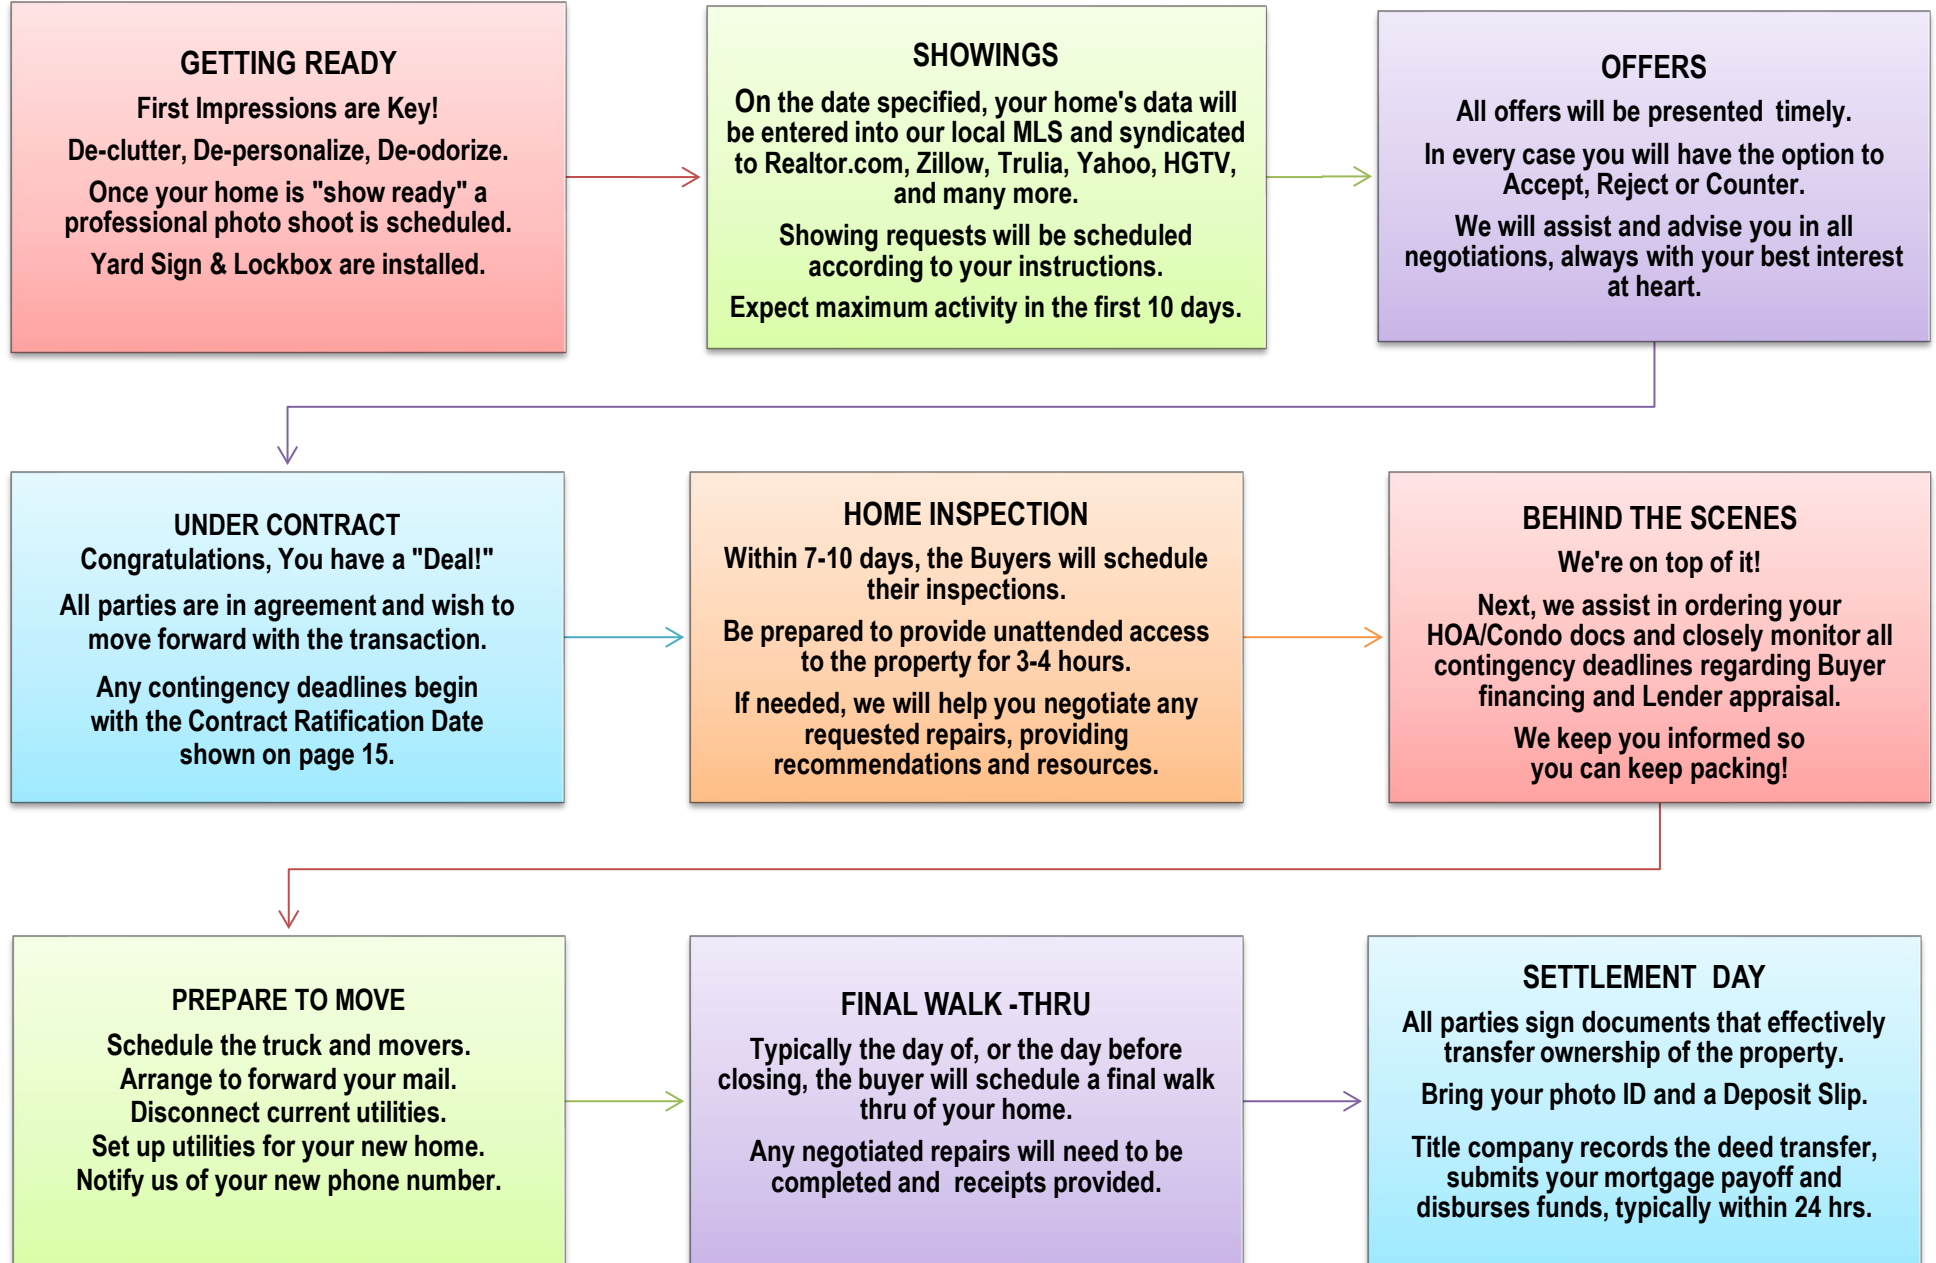 GETTING READY
First Impressions are Key!
De-clutter, De-personalize, De-odorize.
Once your home is "show ready" a
professional photo shoot is scheduled.
Yard Sign & Lockbox are installed.
SHOWINGS
On the date specified, your home's data will
be entered into our local MLS and syndicated
to Realtor.com, Zillow, Trulia, Yahoo, HGTV,
and many more.
Showing requests will be scheduled
according to your instructions.
Expect maximum activity in the first 10 days.
OFFERS
All offers will be presented timely.
In every case you will have the option to
Accept, Reject or Counter.
We will assist and advise you in all
negotiations, always with your best interest
at heart.
UNDER CONTRACT
Congratulations, You have a "Deal!"
All parties are in agreement and wish to
move forward with the transaction.
Any contingency deadlines begin
with the Contract Ratification Date
shown on page 15.
HOME INSPECTION
Within 7-10 days, the Buyers will schedule
their inspections.
Be prepared to provide unattended access
to the property for 3-4 hours.
If needed, we will help you negotiate any
requested repairs, providing
recommendations and resources.
BEHIND THE SCENES
We're on top of it!
Next, we assist in ordering your
HOA/Condo docs and closely monitor all
contingency deadlines regarding Buyer
financing and Lender appraisal.
We keep you informed so
you can keep packing!
PREPARE TO MOVE
Schedule the truck and movers.
Arrange to forward your mail.
Disconnect current utilities.
Set up utilities for your new home.
Notify us of your new phone number.
FINAL WALK -THRU
Typically the day of, or the day before
closing, the buyer will schedule a final walk
thru of your home.
Any negotiated repairs will need to be
completed and receipts provided.
SETTLEMENT DAY
All parties sign documents that effectively
transfer ownership of the property.
Bring your photo ID and a Deposit Slip.
Title company records the deed transfer,
submits your mortgage payoff and
disburses funds, typically within 24 hrs.